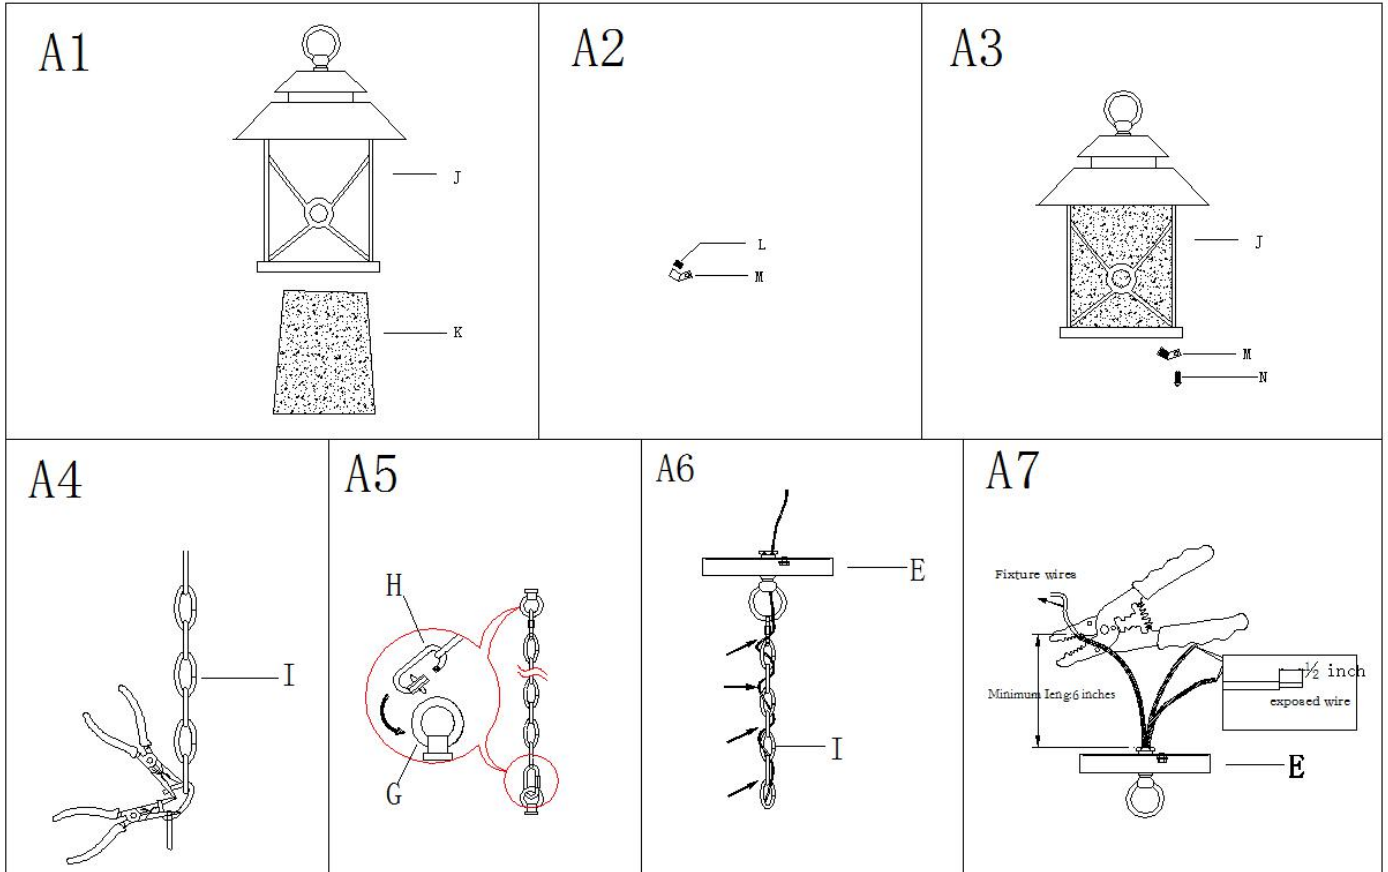 A1
J
K
A2
L
M
A3
J
M
N
A4
I
A5
H
G
A6
E
I
A7
Fixture wires
Minimum leng:6 inches
½ inch
exposed wire
E